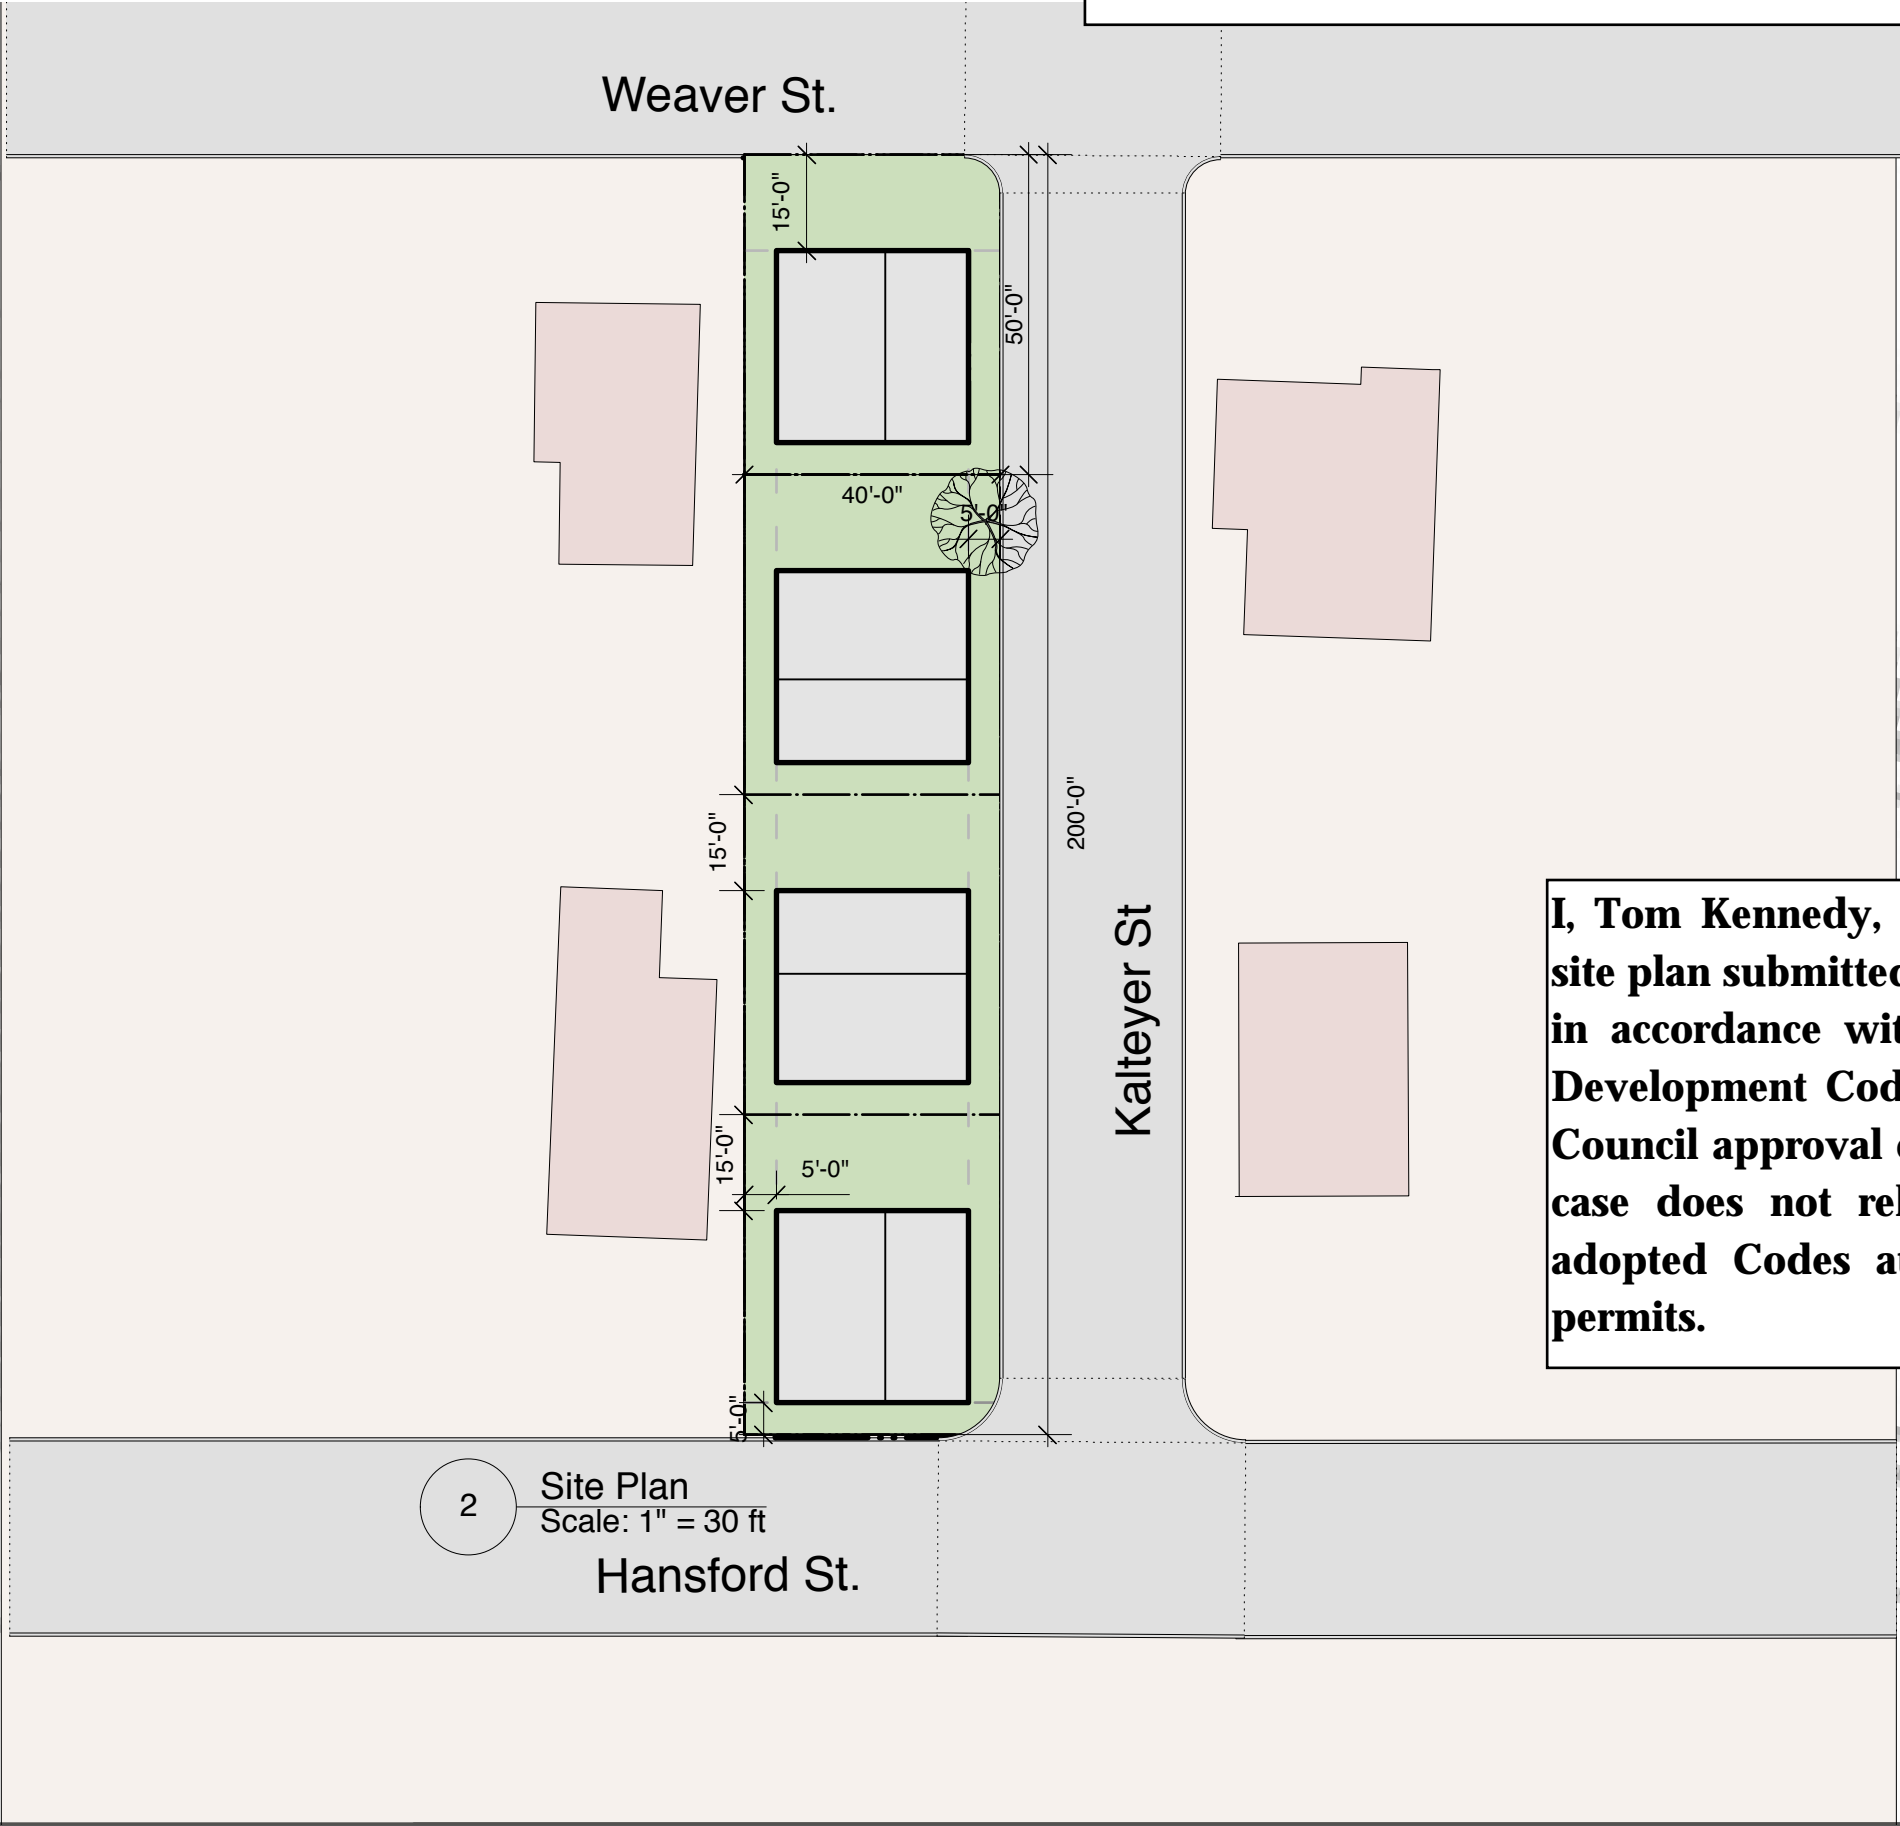 Weaver St.
15'-0"
50'-0"
40'-0"
5'-0"
200'-0"
15'-0"
Kalteyer St
I, Tom Kennedy,
site plan submitted
in accordance wit
Development Cod
Council approval
case does not rel
adopted Codes at
permits.
15'-0"
5'-0"
5'-0"
2
Site Plan
Scale: 1" = 30 ft
Hansford St.